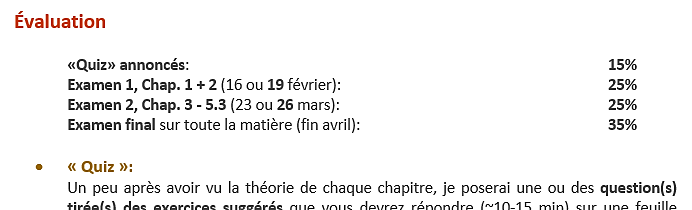 Évaluation
«Quiz» annoncés: 15%
Examen 1, Chap. 1 + 2 (16 ou 19 février): 25%
Examen 2, Chap. 3 - 5.3 (23 ou 26 mars): 25%
Examen final sur toute la matière (fin avril): 35%
• « Quiz »:
Un peu après avoir vu la théorie de chaque chapitre, je poserai une ou des question(s)
tirée(s) des exercices suggérés que vous devrez répondre (~10-15 min) sur une feuille